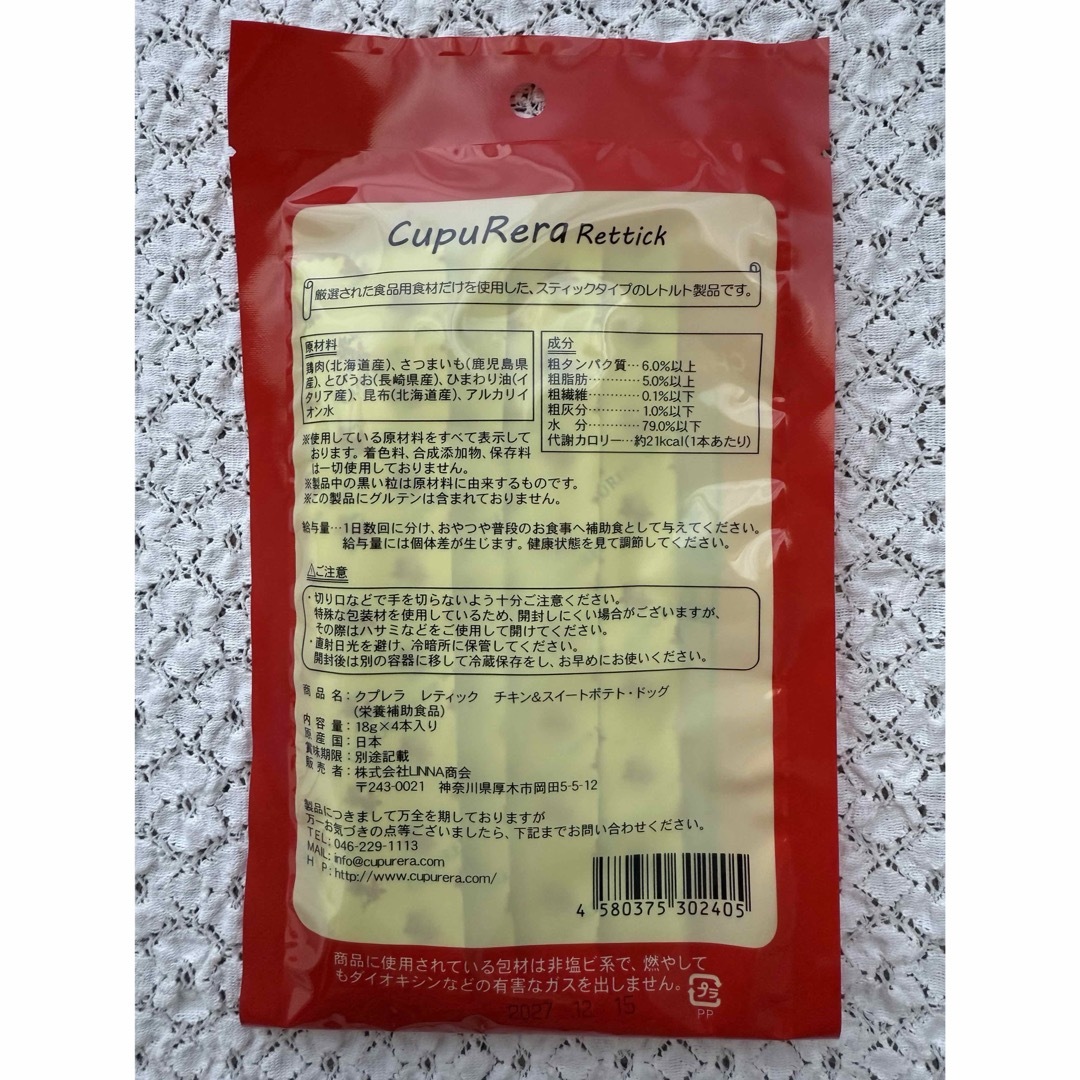 CupuRera Rettick
厳選された食品用食材だけを使用した、スティックタイプのレトルト製品です。
原材料
鶏肉(北海道産)、さつまいも(鹿児島県
産)、とびうお(長崎県産)、ひまわり油(イ
タリア産)、昆布(北海道産)、アルカリイ
オン水
成分
粗タンパク質…6.0%以上
粗脂肪…………5.0%以上
粗繊維…………0.1%以下
粗灰分…………1.0%以下
水　分…………79.0%以下
代謝カロリー…約21kcal(1本あたり)
※使用している原材料をすべて表示して
おります。着色料、合成添加物、保存料
は一切使用しておりません。
※製品中の黒い粒は原材料に由来するものです。
※この製品にグルテンは含まれておりません。
給与量…1日数回に分け、おやつや普段のお食事へ補助食として与えてください。
給与量には個体差が生じます。健康状態を見て調節してください。
⚠ご注意
・切り口などで手を切らないよう十分ご注意ください。
特殊な包装材を使用しているため、開封しにくい場合がございますが、
その際はハサミなどをご使用して開けてください。
・直射日光を避け、冷暗所に保管してください。
開封後は別の容器に移して冷蔵保存をし、お早めにお使いください。
商品名：クプレラ　レティック　チキン&スイートポテト・ドッグ
(栄養補助食品)
内容量：18g×4本入り
原産国：日本
賞味期限：別途記載
販売者：株式会社LINNA商会
〒243-0021　神奈川県厚木市岡田5-5-12
製品につきまして万全を期しておりますが
万一お気づきの点等ございましたら、下記までお問い合わせください。
TEL：046-229-1113
MAIL：info@cupurera.com
HP：http://www.cupurera.com/
4 580375 302405
商品に使用されている包材は非塩ビ系で、燃やして
もダイオキシンなどの有害なガスを出しません。
プラ
PP
2027 12 15